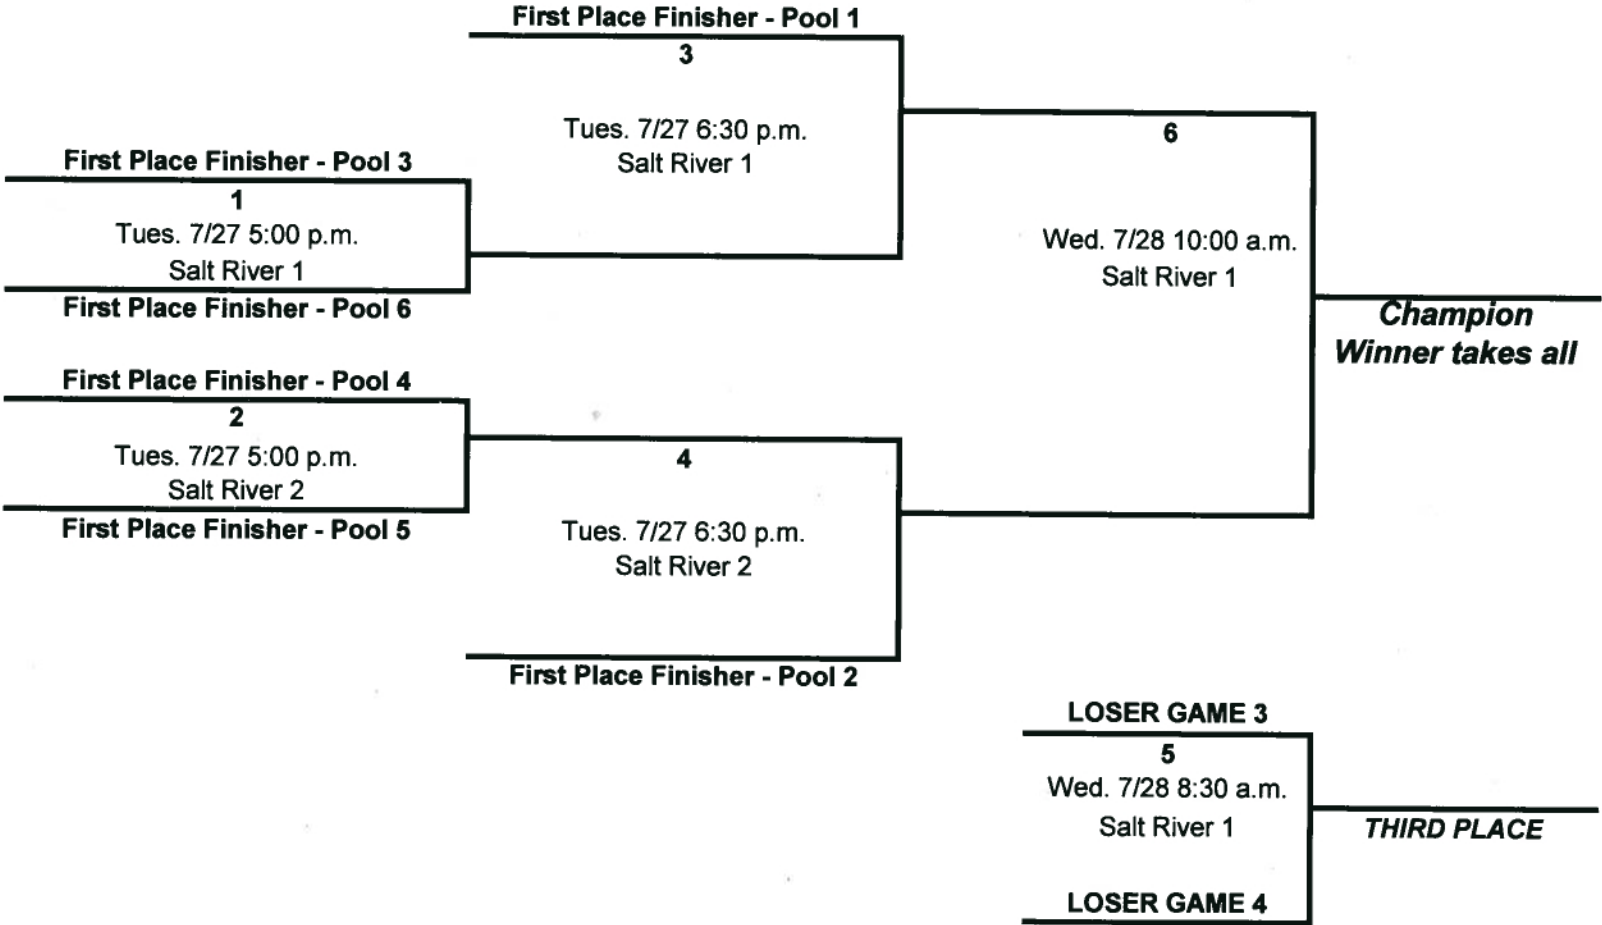 First Place Finisher - Pool 1
3
Tues. 7/27 6:30 p.m.
Salt River 1
First Place Finisher - Pool 3
1
Tues. 7/27 5:00 p.m.
Salt River 1
First Place Finisher - Pool 6
First Place Finisher - Pool 4
2
Tues. 7/27 5:00 p.m.
Salt River 2
First Place Finisher - Pool 5
4
Tues. 7/27 6:30 p.m.
Salt River 2
First Place Finisher - Pool 2
6
Wed. 7/28 10:00 a.m.
Salt River 1
Champion
Winner takes all
LOSER GAME 3
5
Wed. 7/28 8:30 a.m.
Salt River 1
LOSER GAME 4
THIRD PLACE